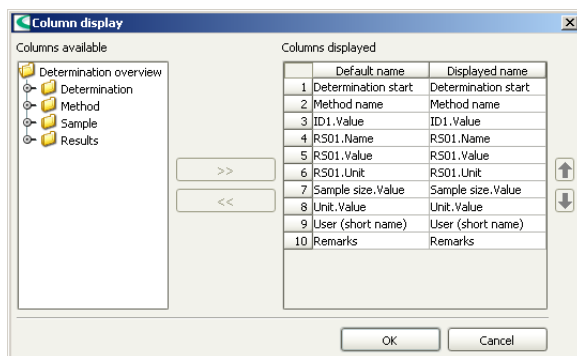 Column display
Columns available
Determination overview
Determination
Method
Sample
Results
>>
<<
Columns displayed
Default name Displayed name
1 Determination start Determination start
2 Method name Method name
3 ID1.Value ID1.Value
4 RS01.Name RS01.Name
5 RS01.Value RS01.Value
6 RS01.Unit RS01.Unit
7 Sample size.Value Sample size.Value
8 Unit.Value Unit.Value
9 User (short name) User (short name)
10 Remarks Remarks
OK Cancel